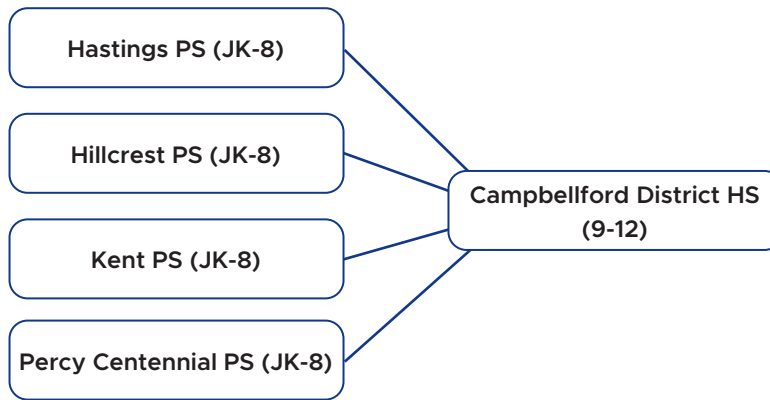 Hastings PS (JK-8)
Hillcrest PS (JK-8)
Kent PS (JK-8)
Percy Centennial PS (JK-8)
Campbellford District HS
(9-12)